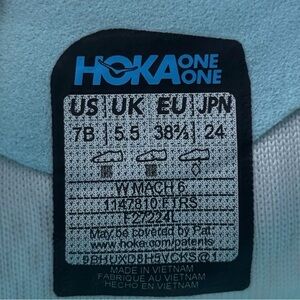 HOKA ONE ONE
US UK EU JPN
7B 5.5 38⅔ 24
W MACH 6
1147810 FTRS
F27224L
May be covered by Pat.
www.hoka.com/patents
MADE IN VIETNAM
FABRIQUÉ AU VIETNAM
HECHO EN VIETNAM